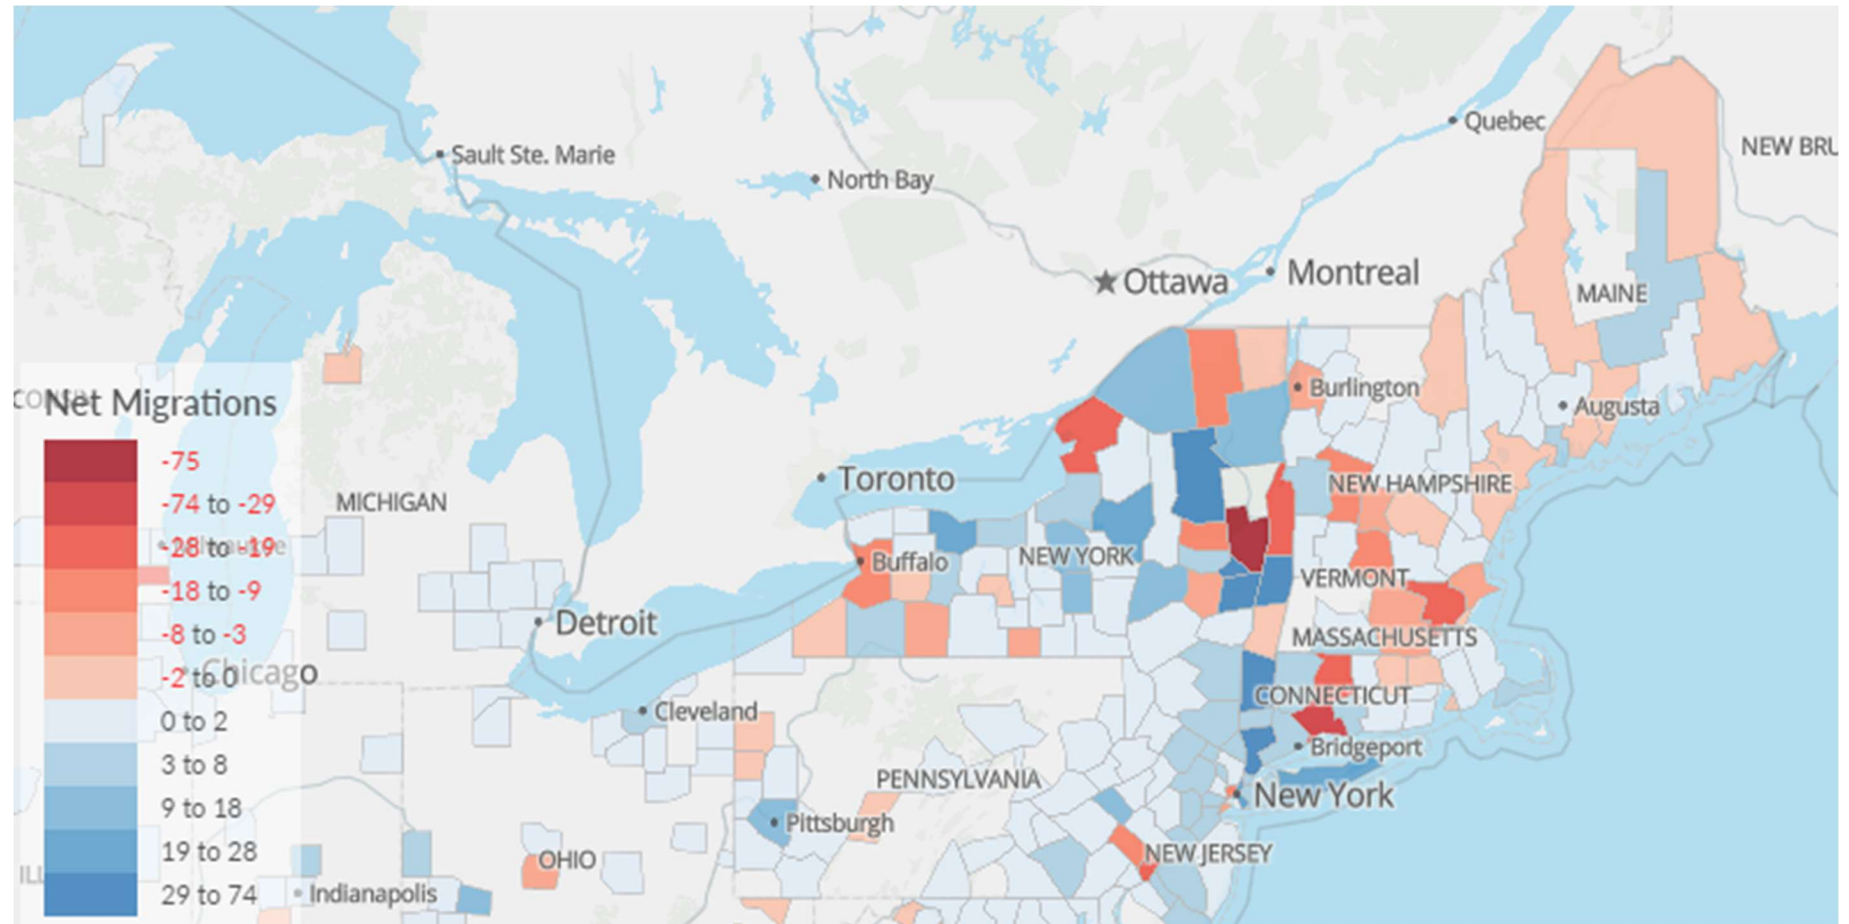 Quebec
NEW BRU
Sault Ste. Marie
North Bay
Ottawa
Montreal
MAINE
Burlington
Augusta
Net Migrations
-75
-74 to -29
-28 to -19
-18 to -9
-8 to -3
-2 to 0
0 to 2
3 to 8
9 to 18
19 to 28
29 to 74
MICHIGAN
Toronto
NEW HAMPSHIRE
Buffalo
NEW YORK
VERMONT
Detroit
MASSACHUSETTS
Chicago
CONNECTICUT
Cleveland
Bridgeport
PENNSYLVANIA
New York
Pittsburgh
NEW JERSEY
OHIO
ILL
Indianapolis